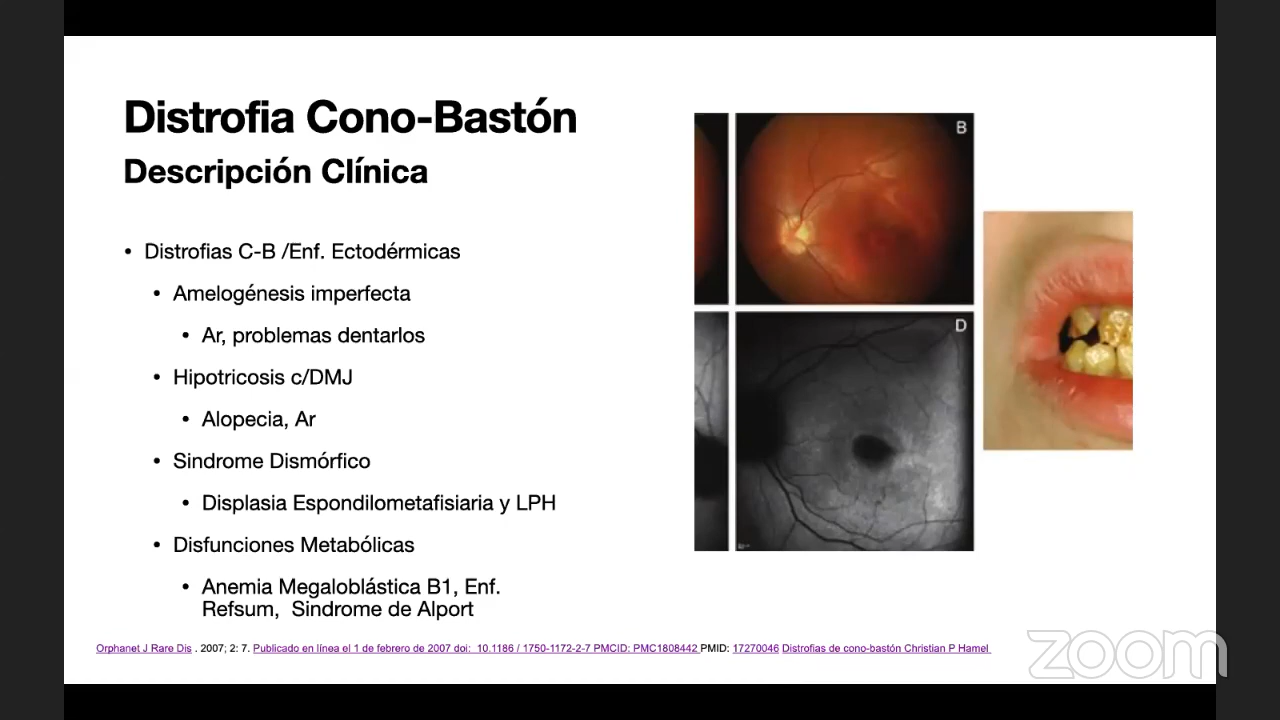 Distrofia Cono-Bastón
Descripción Clínica
• Distrofias C-B /Enf. Ectodérmicas
• Amelogénesis imperfecta
• Ar, problemas dentarlos
• Hipotricosis c/DMJ
• Alopecia, Ar
• Sindrome Dismórfico
• Displasia Espondilometafisiaria y LPH
• Disfunciones Metabólicas
• Anemia Megaloblástica B1, Enf.
Refsum, Sindrome de Alport
B
D
Orphanet J Rare Dis . 2007; 2: 7. Publicado en línea el 1 de febrero de 2007 doi: 10.1186 / 1750-1172-2-7 PMCID: PMC1808442 PMID: 17270046 Distrofias de cono-bastón Christian P Hamel
zoom